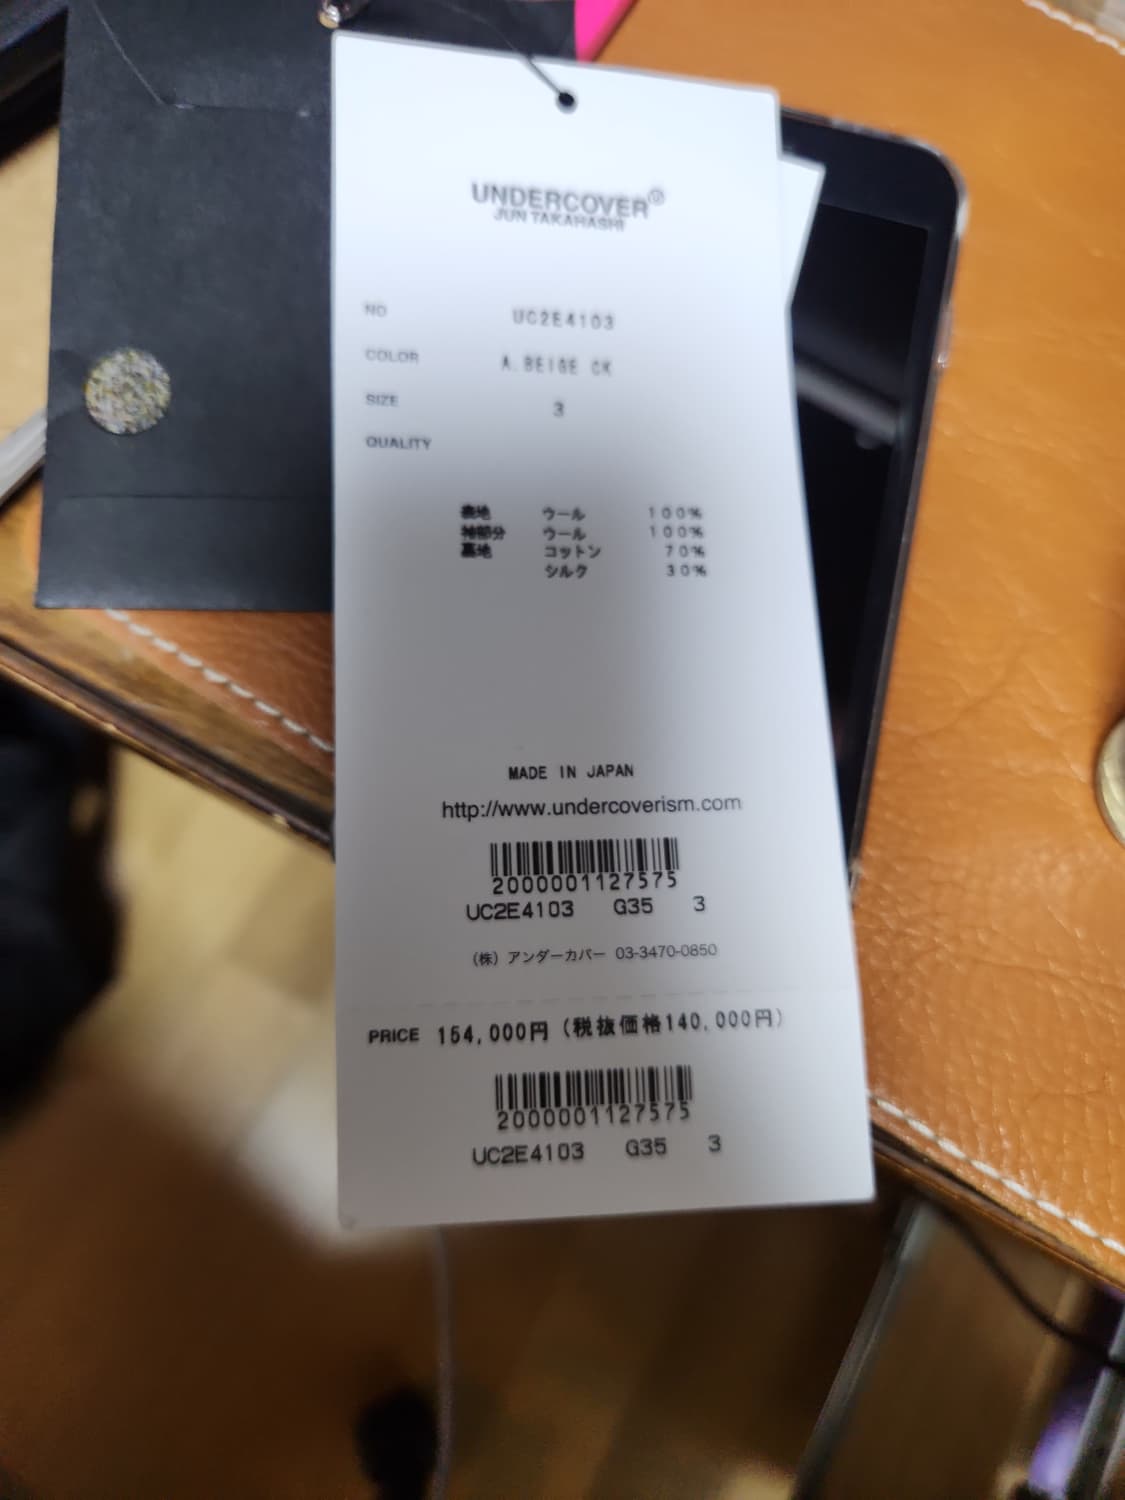 UNDERCOVER®
JUN TAKAHASHI
NO UC2E4103
COLOR A.BEIGE CK
SIZE 3
QUALITY
表地 ウール 100%
袖部分 ウール 100%
裏地 コットン 70%
シルク 30%
MADE IN JAPAN
http://www.undercoverism.com
2000001127575
UC2E4103 G35 3
(株) アンダーカバー 03-3470-0850
PRICE 154,000円 (税抜価格140,000円)
2000001127575
UC2E4103 G35 3